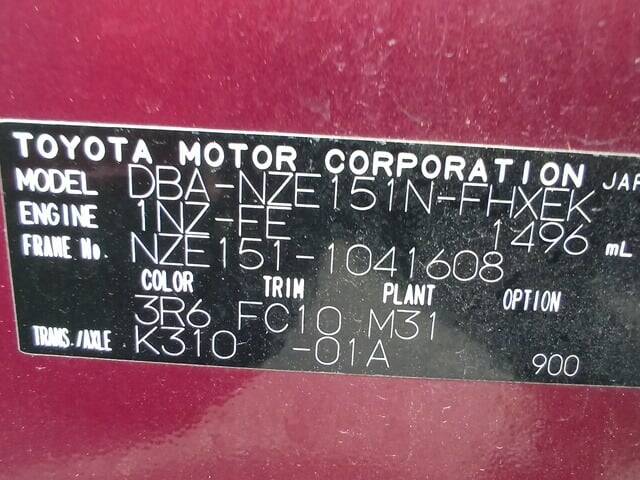 TOYOTA MOTOR CORPORATION JAP
MODEL DBA-NZE151N-FHXEK
ENGINE 1NZ-FE 1496 mL
FRAME No. NZE151-1041608
COLOR TRIM PLANT OPTION
3R6 FC10 M31
TRANS./AXLE K310 -01A 900